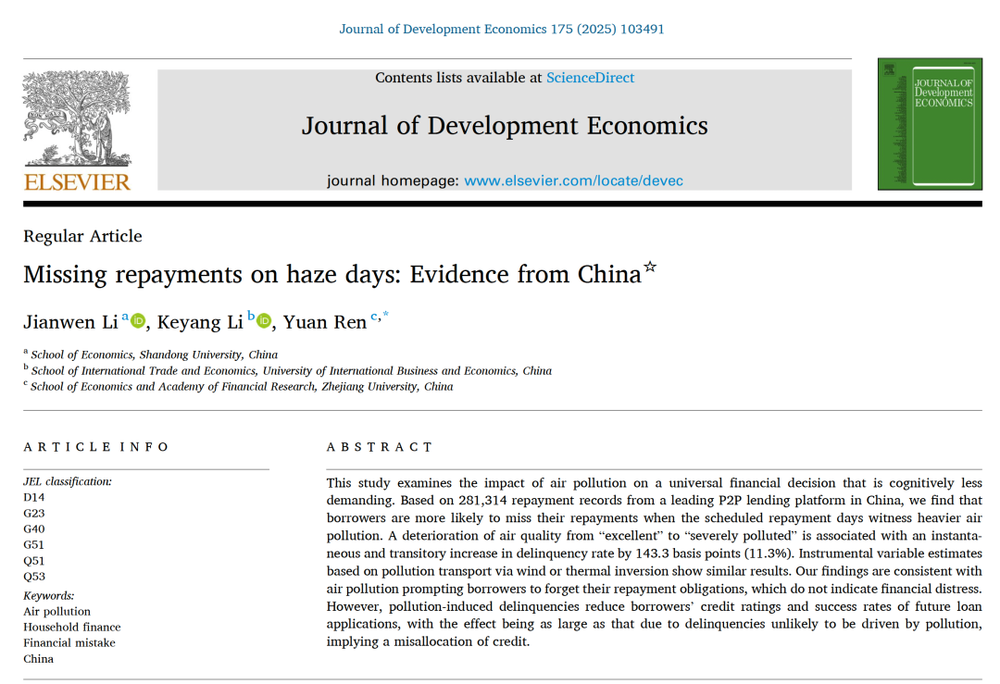 Journal of Development Economics 175 (2025) 103491
Contents lists available at ScienceDirect
Journal of Development Economics
journal homepage: www.elsevier.com/locate/devec
ELSEVIER
JOURNAL OF
Development
ECONOMICS
Regular Article
Missing repayments on haze days: Evidence from China☆
Jianwen Li a, Keyang Li b, Yuan Ren c,*
a School of Economics, Shandong University, China
b School of International Trade and Economics, University of International Business and Economics, China
c School of Economics and Academy of Financial Research, Zhejiang University, China
ARTICLE INFO
JEL classification:
D14
G23
G40
G51
Q51
Q53
Keywords:
Air pollution
Household finance
Financial mistake
China
ABSTRACT
This study examines the impact of air pollution on a universal financial decision that is cognitively less
demanding. Based on 281,314 repayment records from a leading P2P lending platform in China, we find that
borrowers are more likely to miss their repayments when the scheduled repayment days witness heavier air
pollution. A deterioration of air quality from “excellent” to “severely polluted” is associated with an instanta-
neous and transitory increase in delinquency rate by 143.3 basis points (11.3%). Instrumental variable estimates
based on pollution transport via wind or thermal inversion show similar results. Our findings are consistent with
air pollution prompting borrowers to forget their repayment obligations, which do not indicate financial distress.
However, pollution-induced delinquencies reduce borrowers’ credit ratings and success rates of future loan
applications, with the effect being as large as that due to delinquencies unlikely to be driven by pollution,
implying a misallocation of credit.